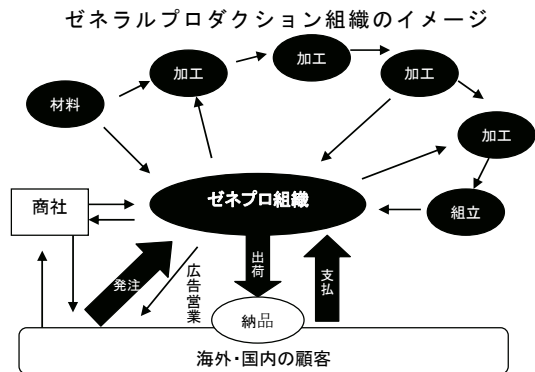 ゼネラルプロダクション組織のイメージ
加工
加工
加工
材料
加工
ゼネプロ組織
商社
組立
発注
広告営業
出荷
支払
納品
海外・国内の顧客